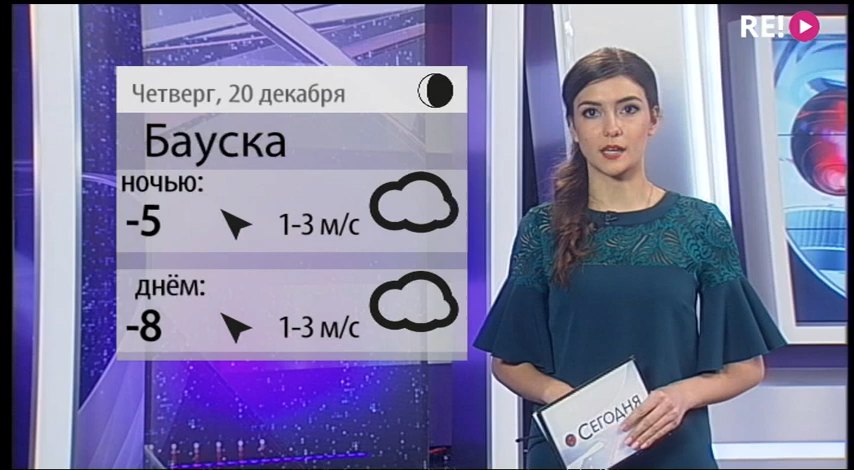 RE!
Четверг, 20 декабря
Бауска
ночью:
-5 1-3 м/с
днём:
-8 1-3 м/с
СЕГОДНЯ